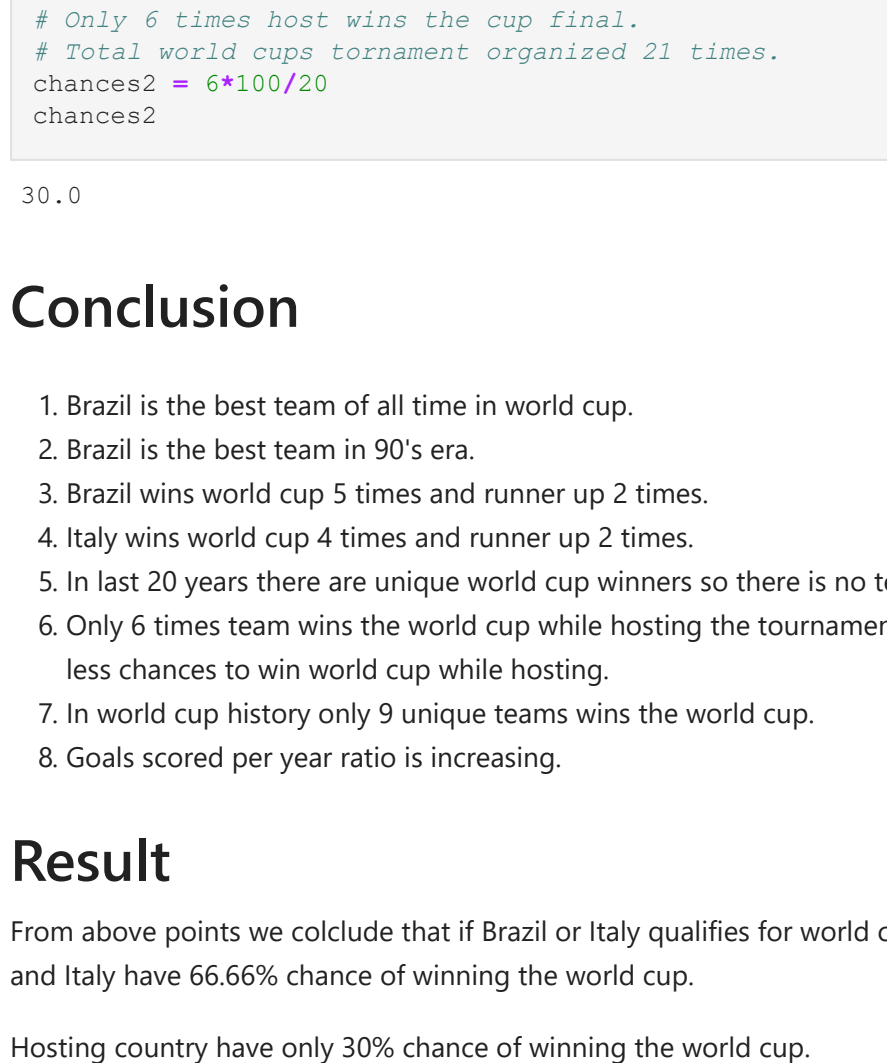 # Only 6 times host wins the cup final.
# Total world cups tornament organized 21 times.
chances2 = 6*100/20
chances2
30.0
Conclusion
1. Brazil is the best team of all time in world cup.
2. Brazil is the best team in 90's era.
3. Brazil wins world cup 5 times and runner up 2 times.
4. Italy wins world cup 4 times and runner up 2 times.
5. In last 20 years there are unique world cup winners so there is no
6. Only 6 times team wins the world cup while hosting the
less chances to win world cup while hosting.
7. In world cup history only 9 unique teams wins the world cup.
8. Goals scored per year ratio is increasing.
Result
From above points we colclude that if Brazil or Italy qualifies for world
and Italy have 66.66% chance of winning the world cup.
Hosting country have only 30% chance of winning the world cup.